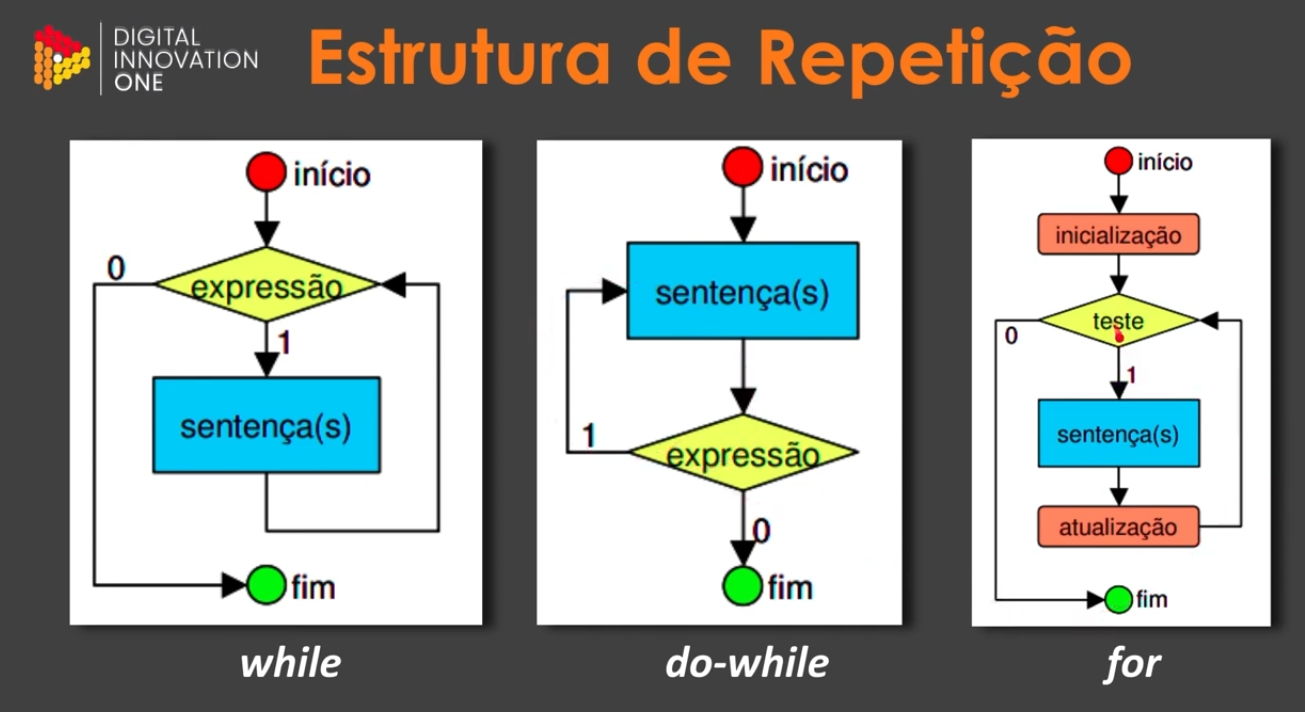 DIGITAL
INNOVATION
ONE
Estrutura de Repetição
início
0
expressão
1
sentença(s)
fim
while
início
sentença(s)
1
expressão
0
fim
do-while
início
inicialização
teste
0
1
sentença(s)
atualização
fim
for